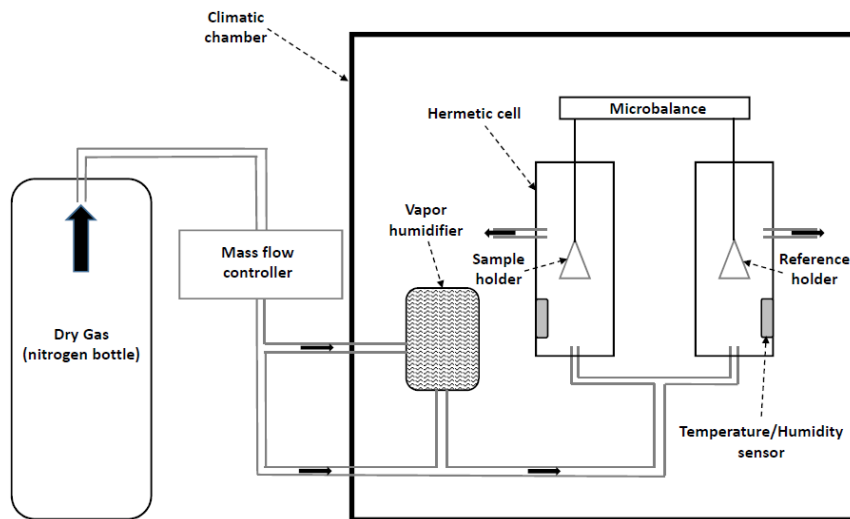 Climatic
chamber
Microbalance
Hermetic cell
Vapor
humidifier
Mass flow
controller
Sample
holder
Reference
holder
Dry Gas
(nitrogen bottle)
Temperature/Humidity
sensor